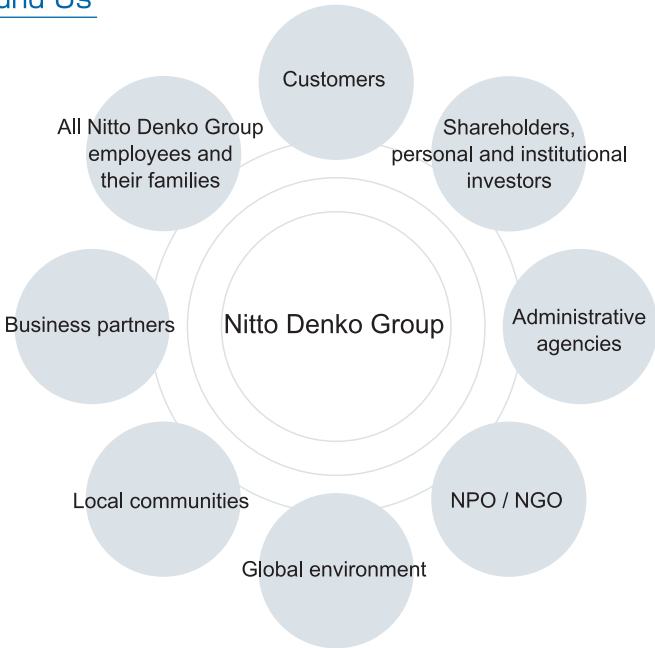 and Us
Customers
All Nitto Denko Group
employees and
their families
Shareholders,
personal and institutional
investors
Business partners
Nitto Denko Group
Administrative
agencies
Local communities
NPO / NGO
Global environment